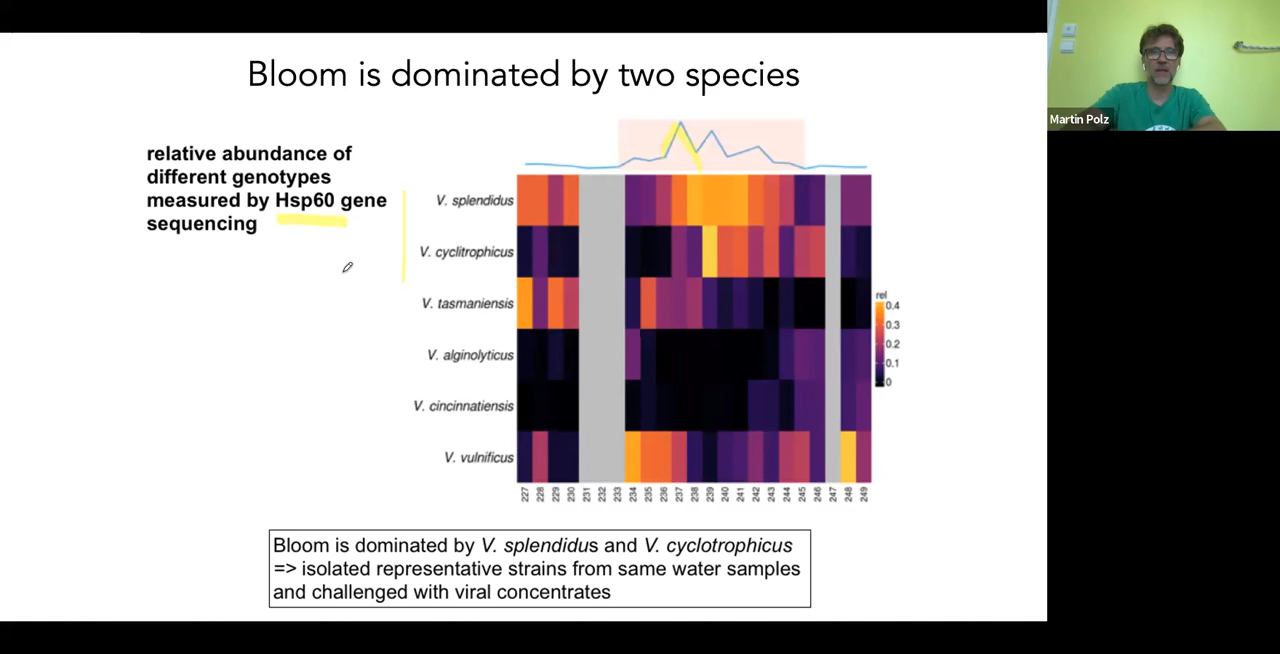 Bloom is dominated by two species
Martin Polz
relative abundance of
different genotypes
measured by Hsp60 gene
sequencing
V. splendidus
V. cyclitrophicus
V. tasmaniensis
V. alginolyticus
V. cincinnatiensis
V. vulnificus
rel
0.4
0.3
0.2
0.1
0
227 228 229 230 231 232 233 234 235 236 237 238 239 240 241 242 243 244 245 246 247 248 249
Bloom is dominated by V. splendidus and V. cyclotrophicus
=> isolated representative strains from same water samples
and challenged with viral concentrates